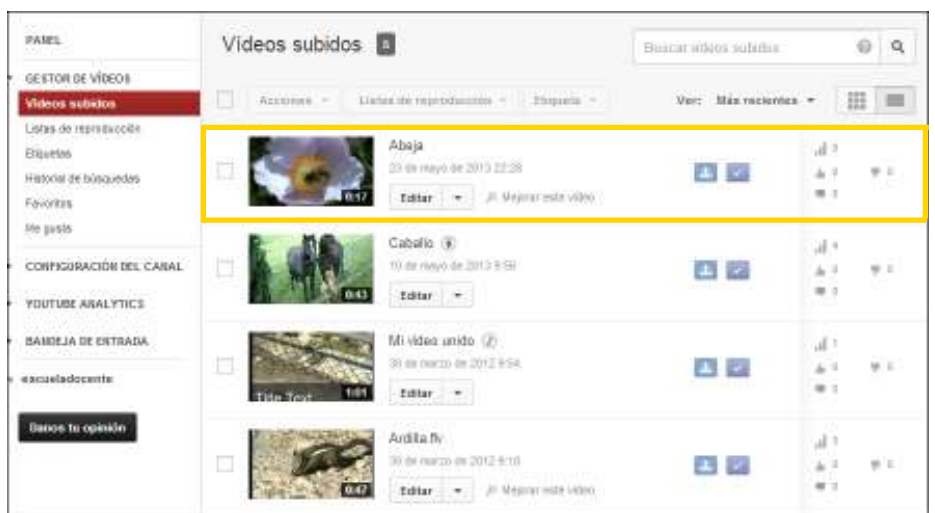 PANEL
GESTOR DE VÍDEOS
Vídeos subidos
Listas de reproducción
Etiquetas
Historial de búsquedas
Favoritos
Me gusta
CONFIGURACIÓN DEL CANAL
YOUTUBE ANALYTICS
BANDEJA DE ENTRADA
escueladocente
Danos tu opinión
Vídeos subidos
Buscar vídeos subidos
Acciones
Listas de reproducción
Etiqueta
Ver: Más recientes
Abeja
23 de mayo de 2013 22:28
0:17
Editar
Mejorar este vídeo
Caballo
10 de mayo de 2013 9:56
0:43
Editar
Mi vídeo unido
30 de marzo de 2012 9:54
Title Text
1:01
Editar
Ardilla.flv
30 de marzo de 2012 9:10
0:47
Editar
Mejorar este vídeo